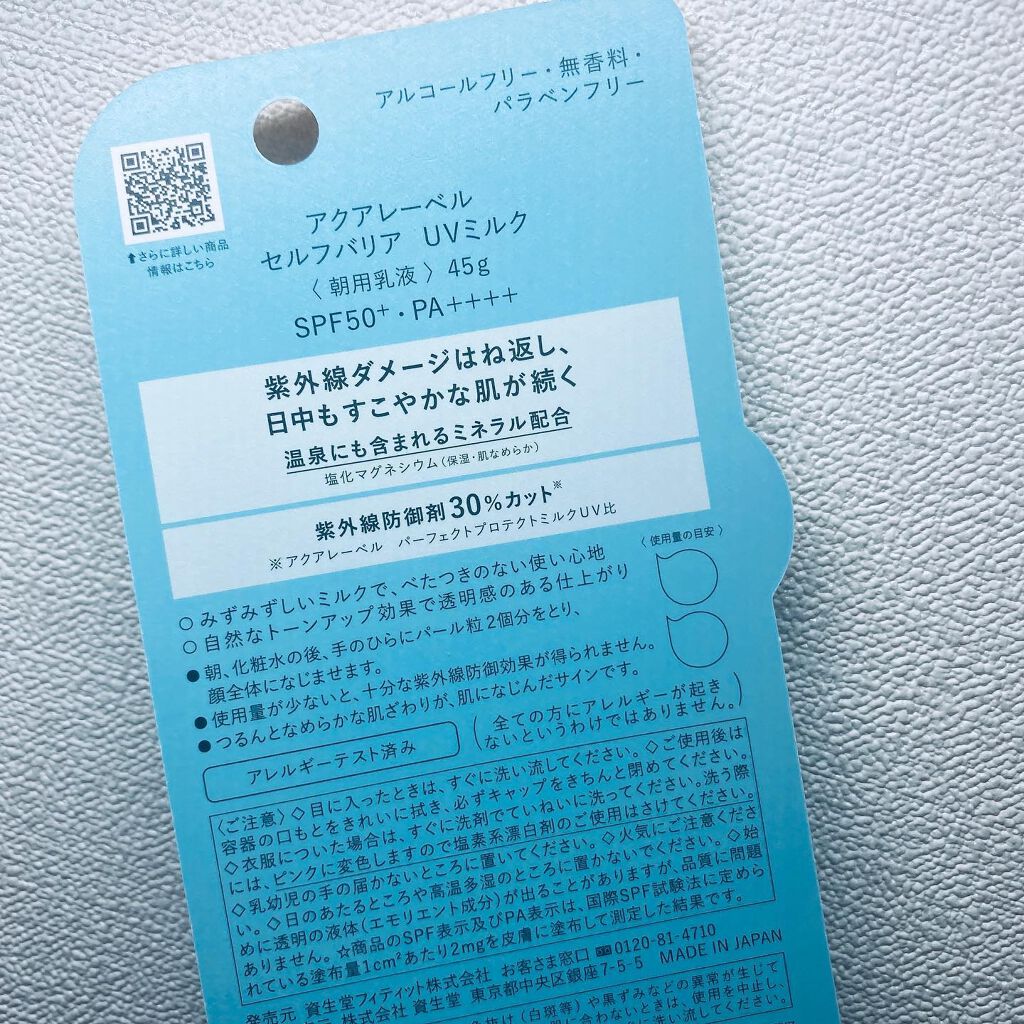 アルコールフリー・無香料・
パラベンフリー
⬆さらに詳しい商品
情報はこちら
アクアレーベル
セルフバリア UVミルク
〈 朝用乳液 〉 45g
SPF50⁺・PA++++
紫外線ダメージはね返し、
日中もすこやかな肌が続く
温泉にも含まれるミネラル配合
塩化マグネシウム（保湿・肌なめらか）
紫外線防御剤30%カット※
※アクアレーベル パーフェクトプロテクトミルクUV比
〈 使用量の目安 〉
○ みずみずしいミルクで、べたつきのない使い心地
○ 自然なトーンアップ効果で透明感のある仕上がり
● 朝、化粧水の後、手のひらにパール粒2個分をとり、
顔全体になじませます。
● 使用量が少ないと、十分な紫外線防御効果が得られません。
● つるんとなめらかな肌ざわりが、肌になじんだサインです。
アレルギーテスト済み
（全ての方にアレルギーが起き
ないというわけではありません。）
〈ご注意〉◇目に入ったときは、すぐに洗い流してください。◇ご使用後は
容器の口もとをきれいに拭き、必ずキャップをきちんと閉めてください。
◇衣服についた場合は、すぐに洗剤でていねいに洗ってください。洗う際
には、ピンクに変色しますので塩素系漂白剤のご使用はさけてください。
◇乳幼児の手の届かないところに置いてください。◇火気にご注意くださ
い。◇日のあたるところや高温多湿のところに置かないでください。◇始
めに透明の液体（エモリエント成分）が出ることがありますが、品質に問題
ありません。☆商品のSPF表示及びPA表示は、国際SPF試験法に定めら
れている塗布量1cm²あたり2mgを皮膚に塗布して測定した結果です。
発売元 資生堂フィティット株式会社 お客さま窓口 0120-81-4710
株式会社 資生堂 東京都中央区銀座7-5-5 MADE IN JAPAN
（白斑等）や黒ずみなどの異常が生じて
に合わないときは、使用を中止し、